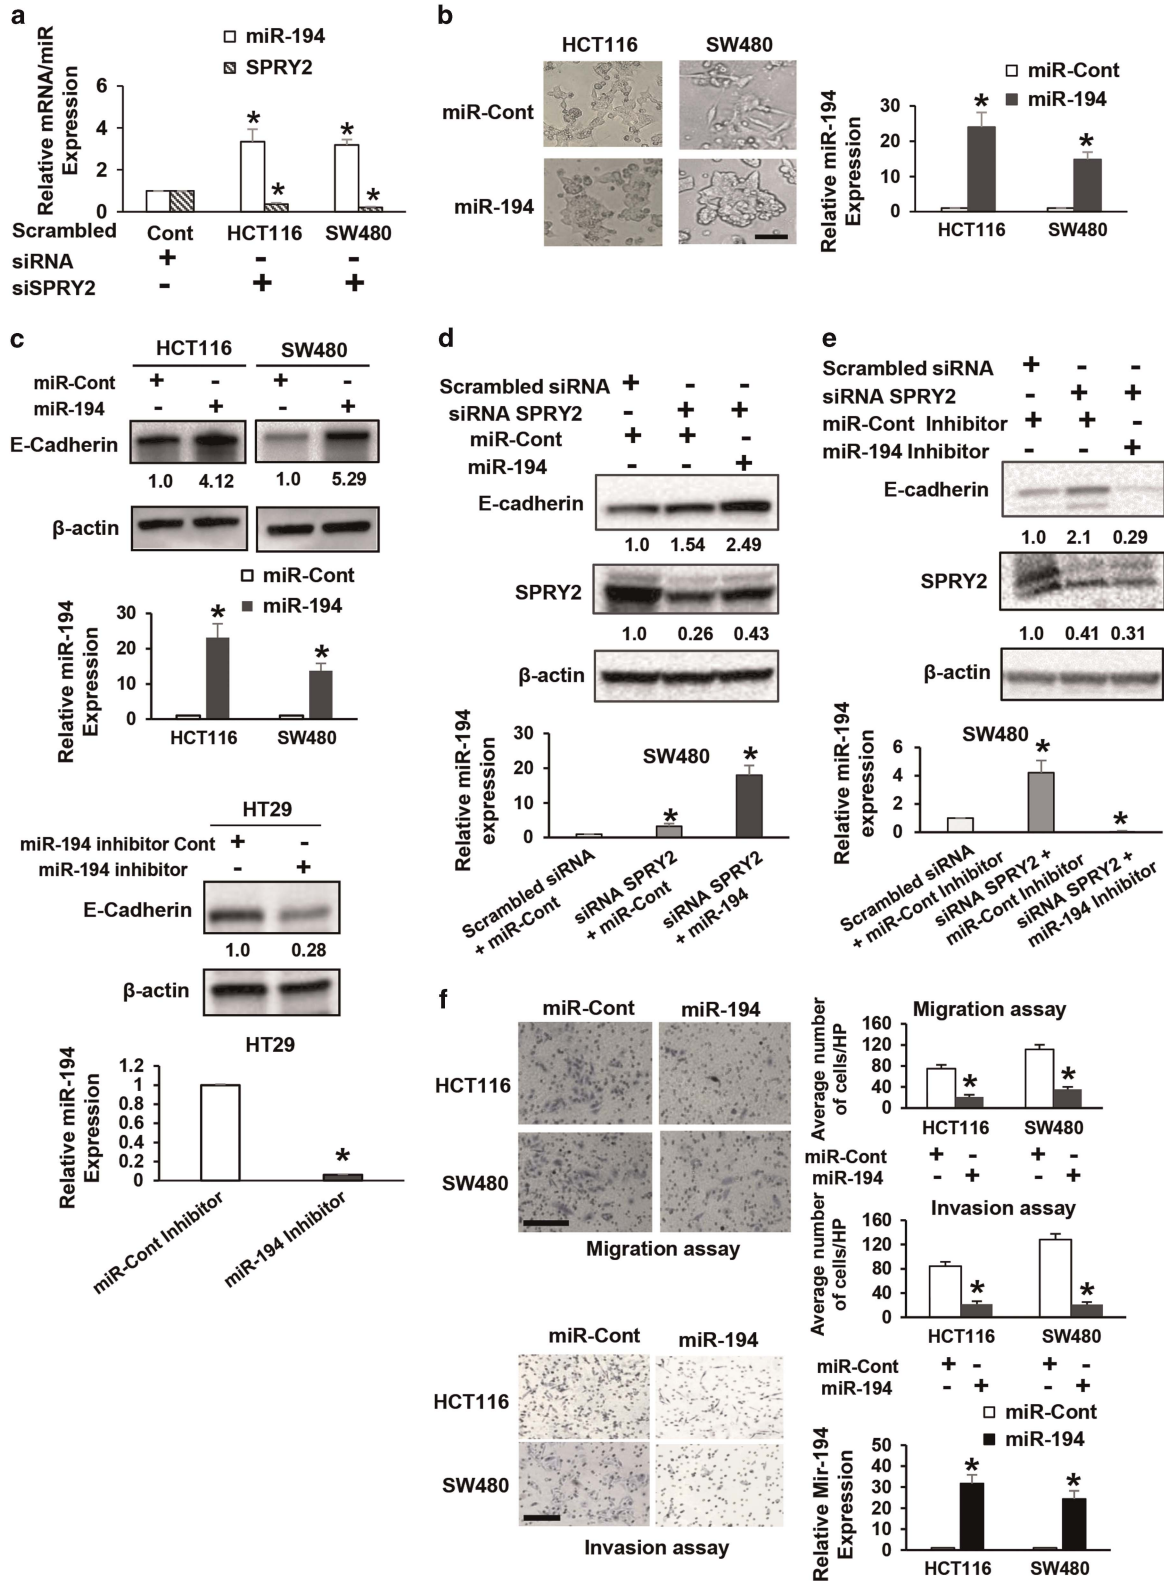 a
miR-194
SPRY2
Relative mRNA/miR
Expression
6
4
2
0
*
*
*
*
Scrambled
Cont
HCT116
SW480
siRNA
+
-
-
siSPRY2
-
+
+
b
HCT116
SW480
miR-Cont
miR-194
miR-Cont
miR-194
Relative miR-194
Expression
30
20
10
0
*
*
HCT116
SW480
c
HCT116
SW480
miR-Cont
+
-
+
-
miR-194
-
+
-
+
E-Cadherin
1.0
4.12
1.0
5.29
β-actin
miR-Cont
miR-194
Relative miR-194
Expression
30
20
10
0
*
*
HCT116
SW480
HT29
miR-194 inhibitor Cont
+
-
miR-194 inhibitor
-
+
E-Cadherin
1.0
0.28
β-actin
HT29
Relative miR-194
Expression
1.2
1
0.8
0.6
0.4
0.2
0
*
miR-Cont Inhibitor
miR-194 Inhibitor
d
Scrambled siRNA
+
-
-
siRNA SPRY2
-
+
+
miR-Cont
+
+
-
miR-194
-
-
+
E-cadherin
1.0
1.54
2.49
SPRY2
1.0
0.26
0.43
β-actin
Relative miR-194
expression
30
20
10
0
SW480
*
*
Scrambled siRNA
+ miR-Cont
siRNA SPRY2
+ miR-Cont
siRNA SPRY2
+ miR-194
e
Scrambled siRNA
+
-
-
siRNA SPRY2
-
+
+
miR-Cont Inhibitor
+
+
-
miR-194 Inhibitor
-
-
+
E-cadherin
1.0
2.1
0.29
SPRY2
1.0
0.41
0.31
β-actin
Relative miR-194
expression
6
4
2
0
SW480
*
*
Scrambled siRNA
+ miR-Cont Inhibitor
siRNA SPRY2 +
miR-Cont Inhibitor
siRNA SPRY2 +
miR-194 Inhibitor
f
miR-Cont
miR-194
HCT116
SW480
Migration assay
miR-Cont
miR-194
HCT116
SW480
Invasion assay
Migration assay
Average number
of cells/HP
160
120
80
40
0
*
*
HCT116
SW480
miR-Cont
+
-
+
-
miR-194
-
+
-
+
Invasion assay
Average number
of cells/HP
160
120
80
40
0
*
*
HCT116
SW480
miR-Cont
+
-
+
-
miR-194
-
+
-
+
miR-Cont
miR-194
Relative Mir-194
Expression
50
40
30
20
10
0
*
*
HCT116
SW480